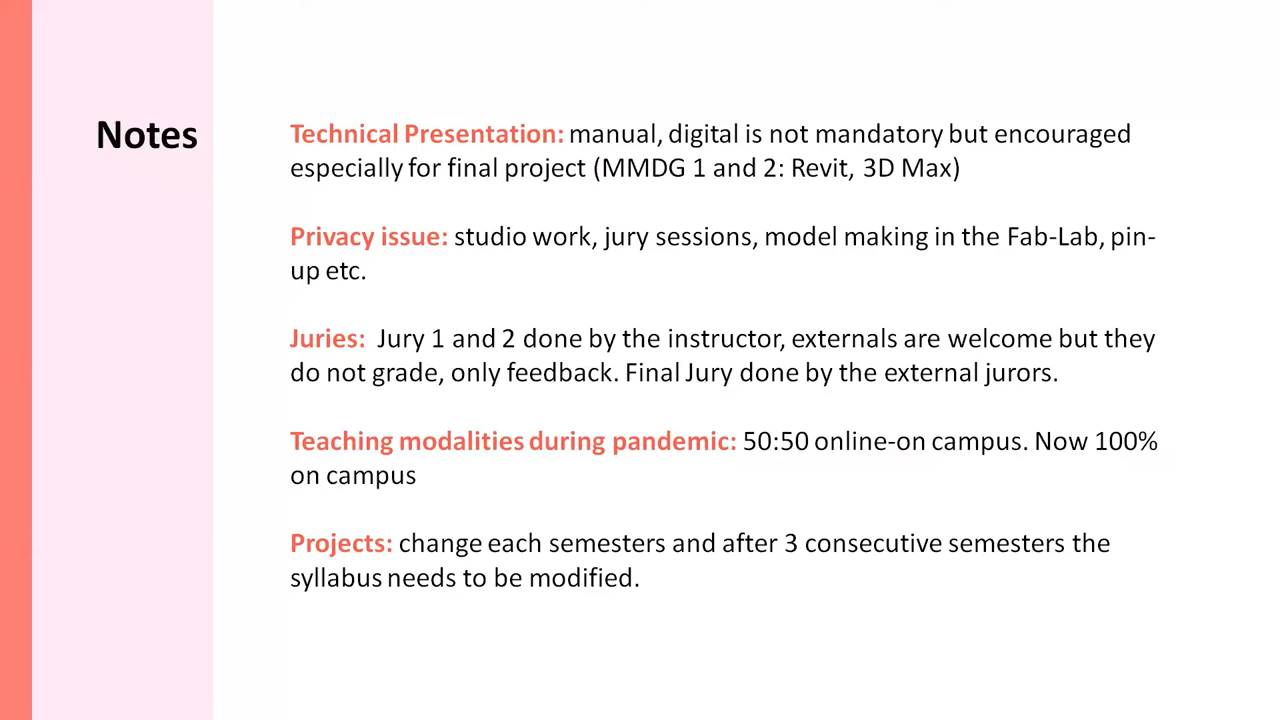 Notes
Technical Presentation: manual, digital is not mandatory but encouraged
especially for final project (MMDG 1 and 2: Revit, 3D Max)
Privacy issue: studio work, jury sessions, model making in the Fab-Lab, pin-
up etc.
Juries: Jury 1 and 2 done by the instructor, externals are welcome but they
do not grade, only feedback. Final Jury done by the external jurors.
Teaching modalities during pandemic: 50:50 online-on campus. Now 100%
on campus
Projects: change each semesters and after 3 consecutive semesters the
syllabus needs to be modified.